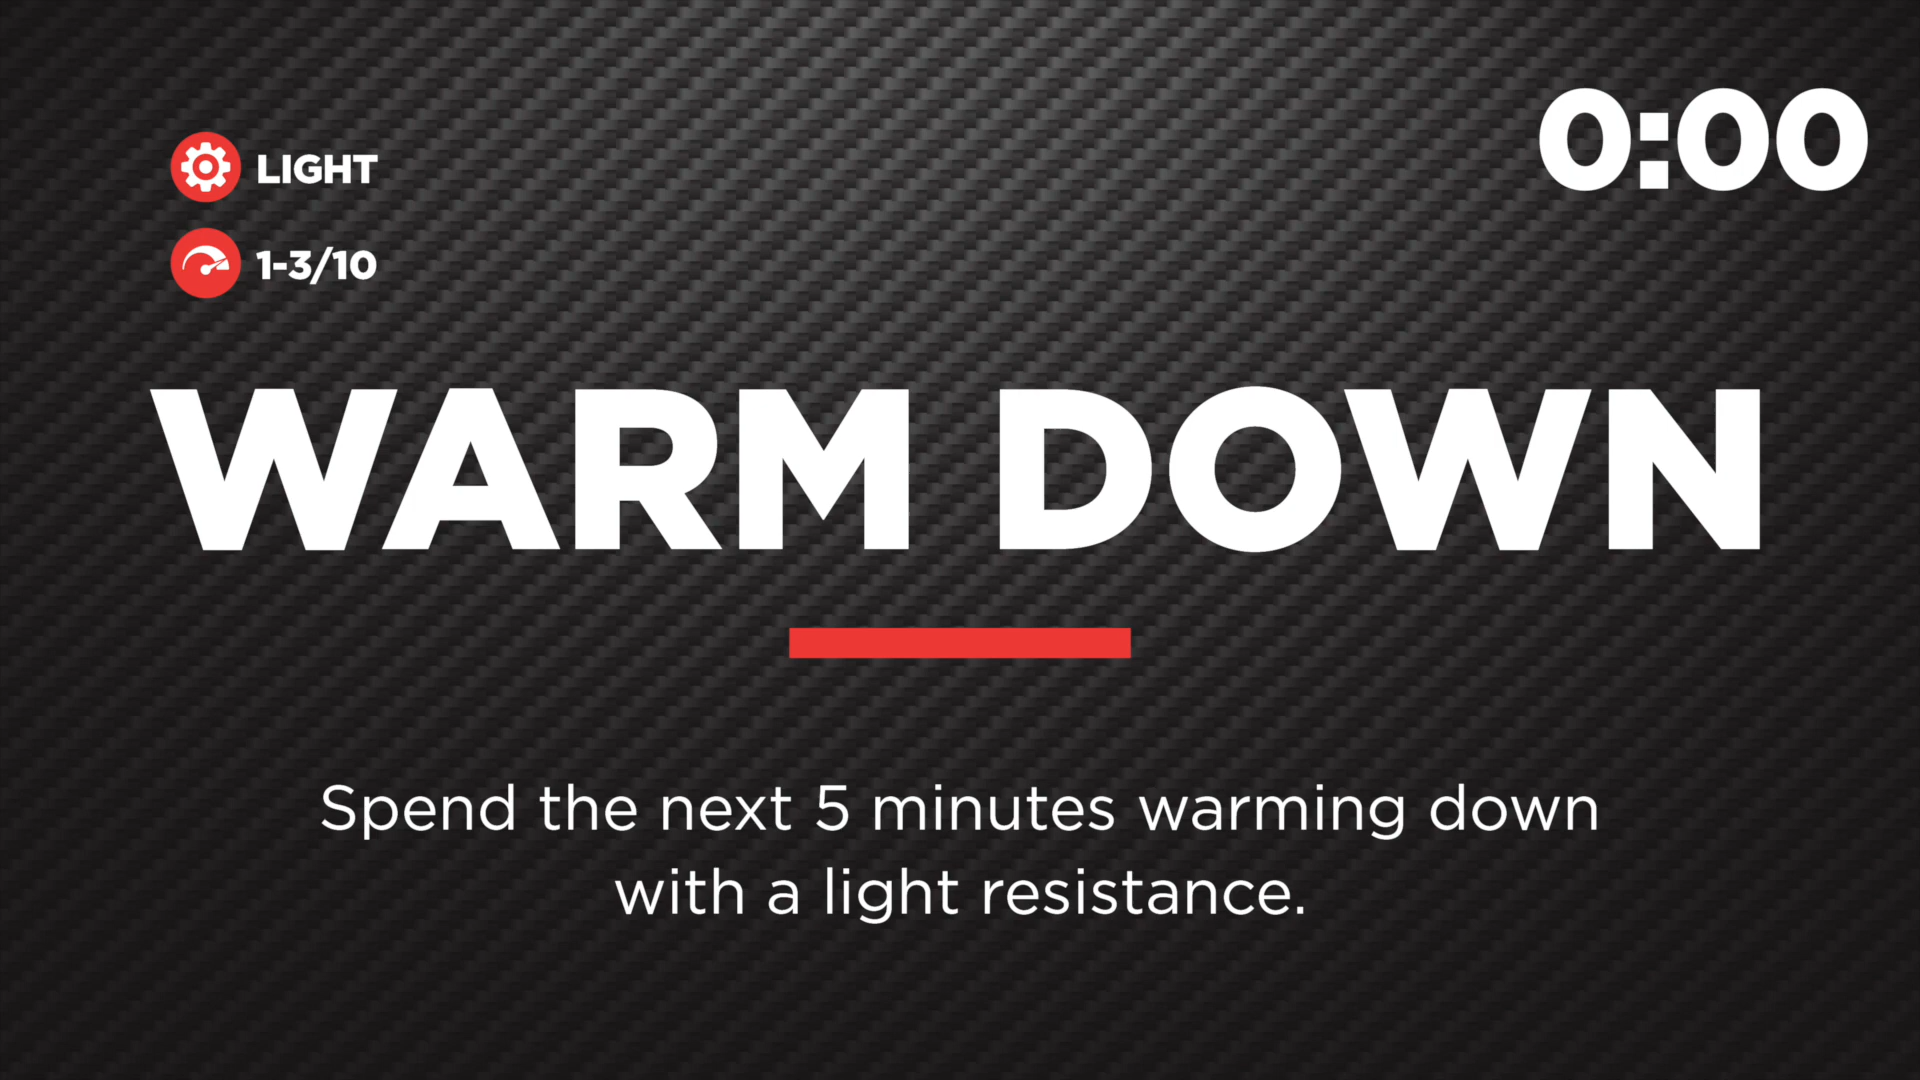 0:00
LIGHT
1-3/10
WARM DOWN
Spend the next 5 minutes warming down
with a light resistance.